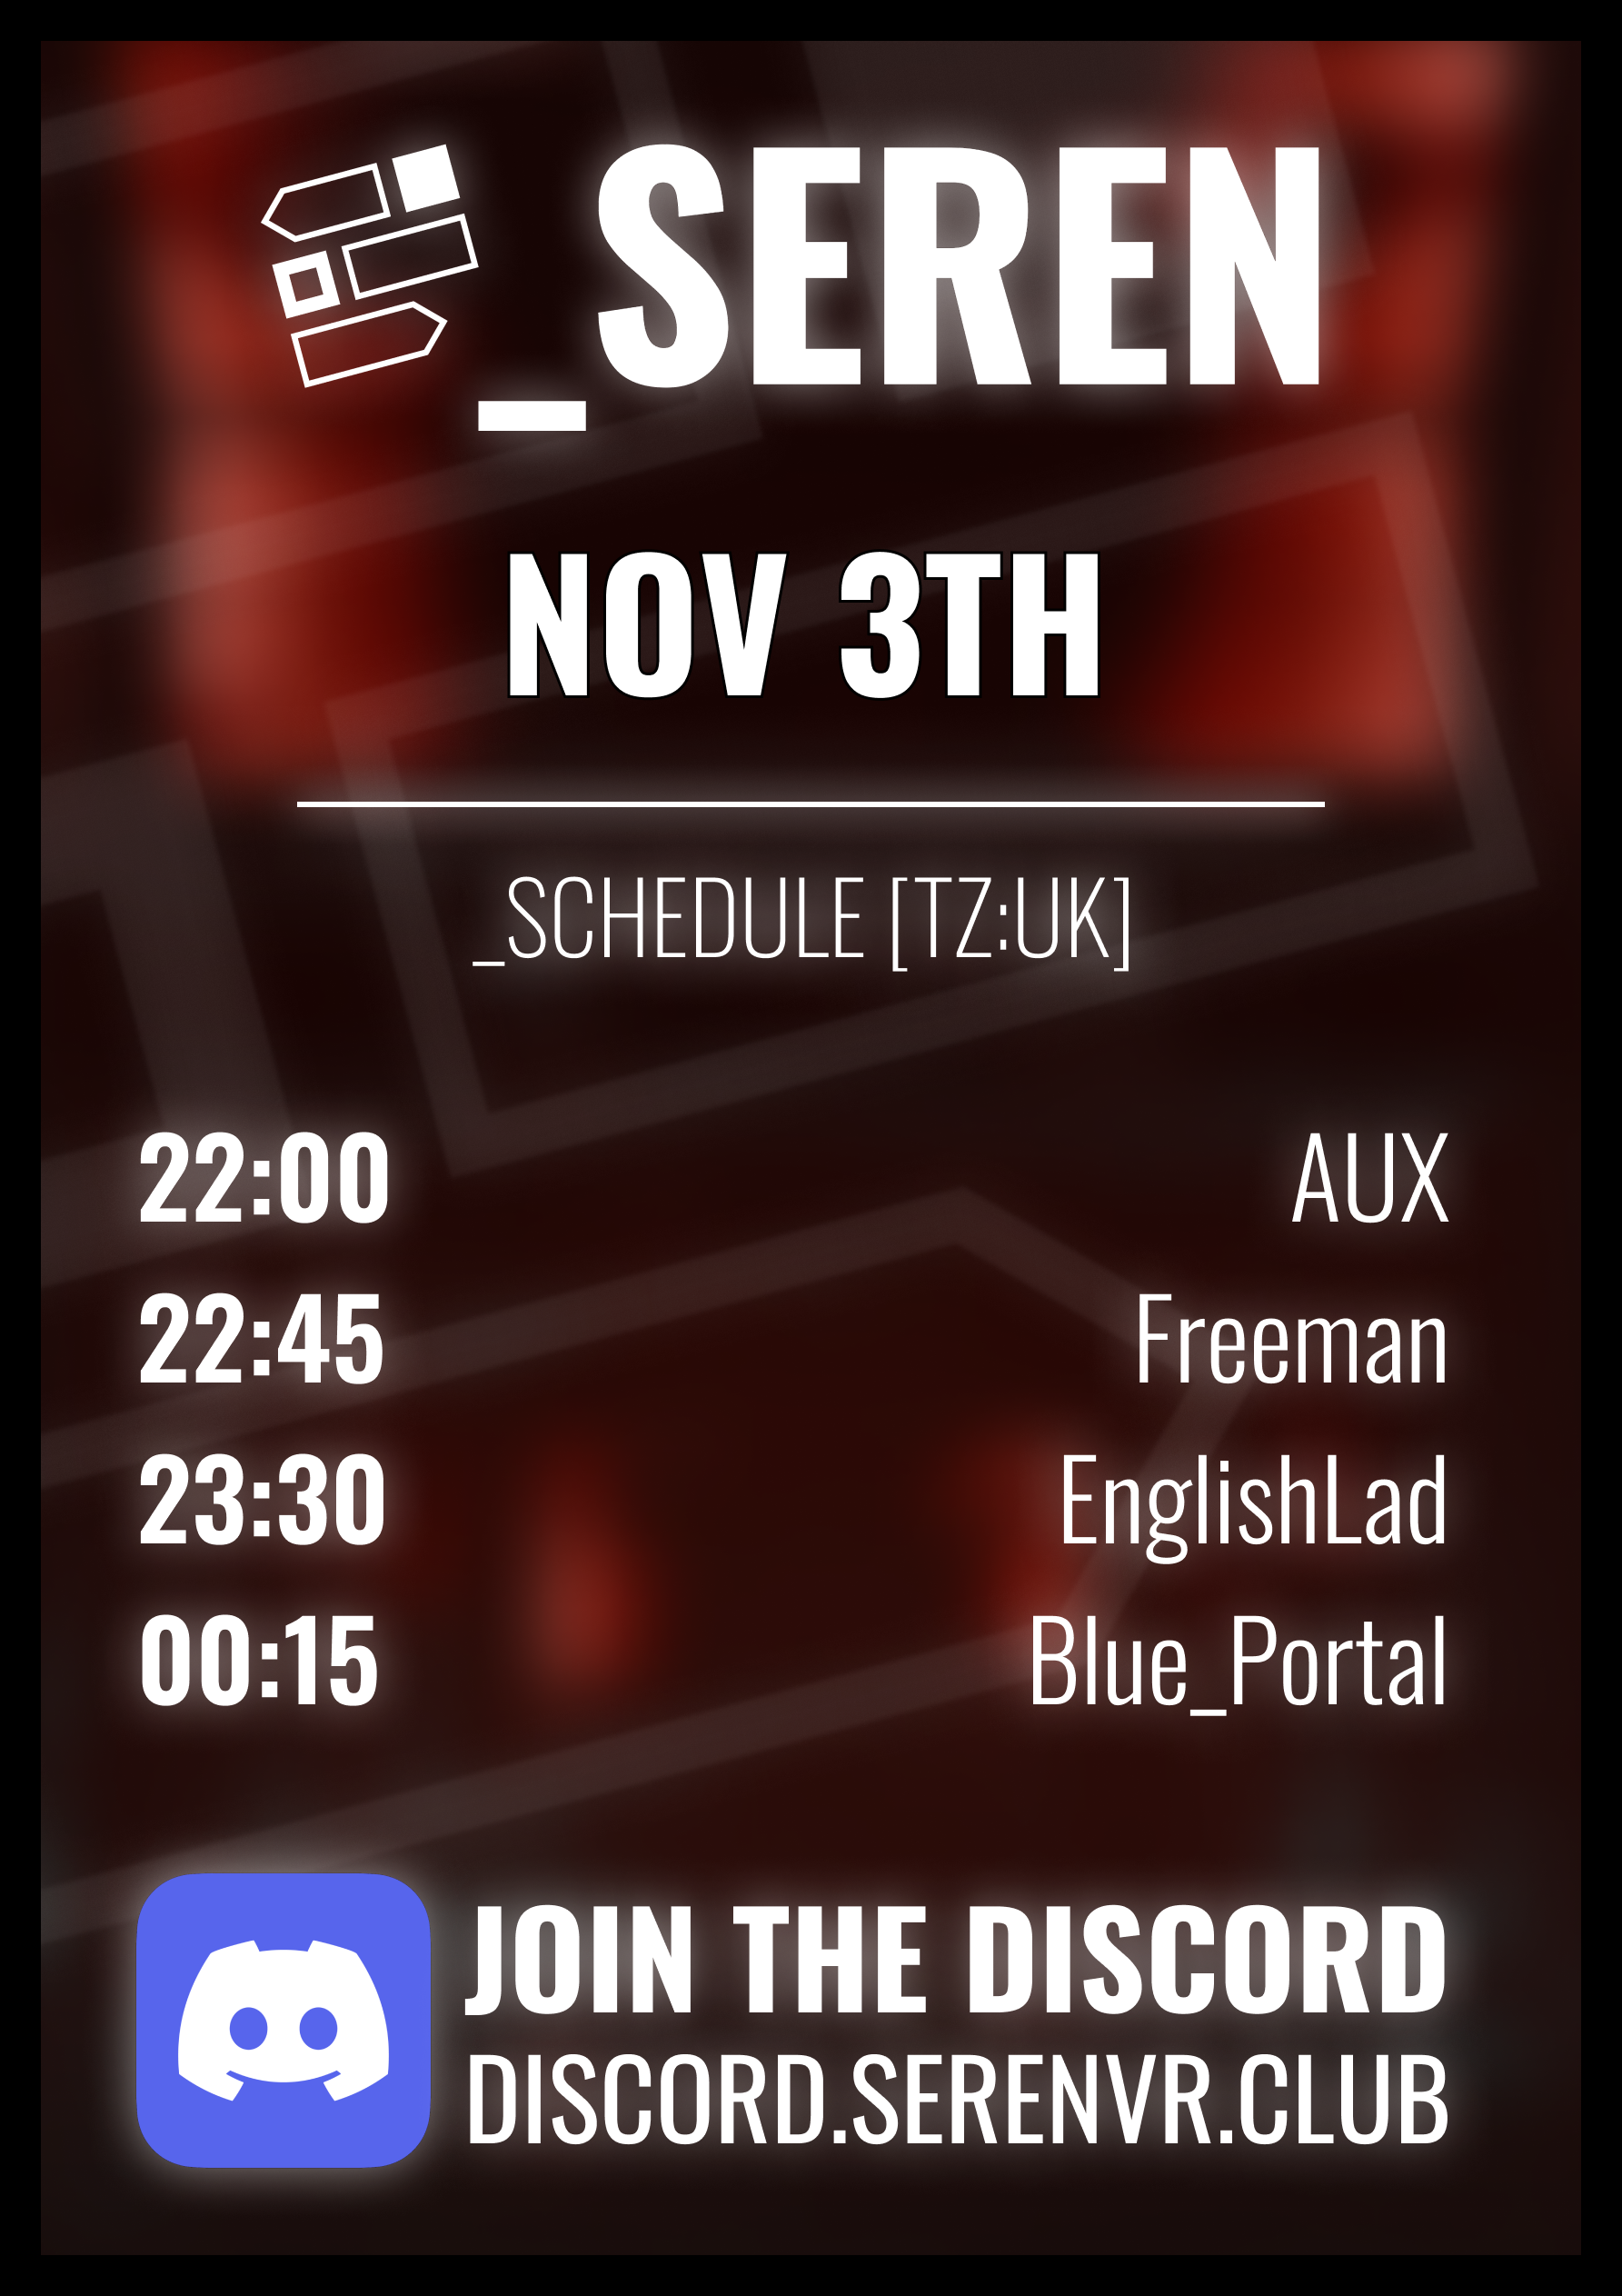 _SEREN
NOV 3TH
_SCHEDULE [TZ:UK]
22:00 AUX
22:45 Freeman
23:30 EnglishLad
00:15 Blue_Portal
JOIN THE DISCORD
DISCORD.SERENVR.CLUB